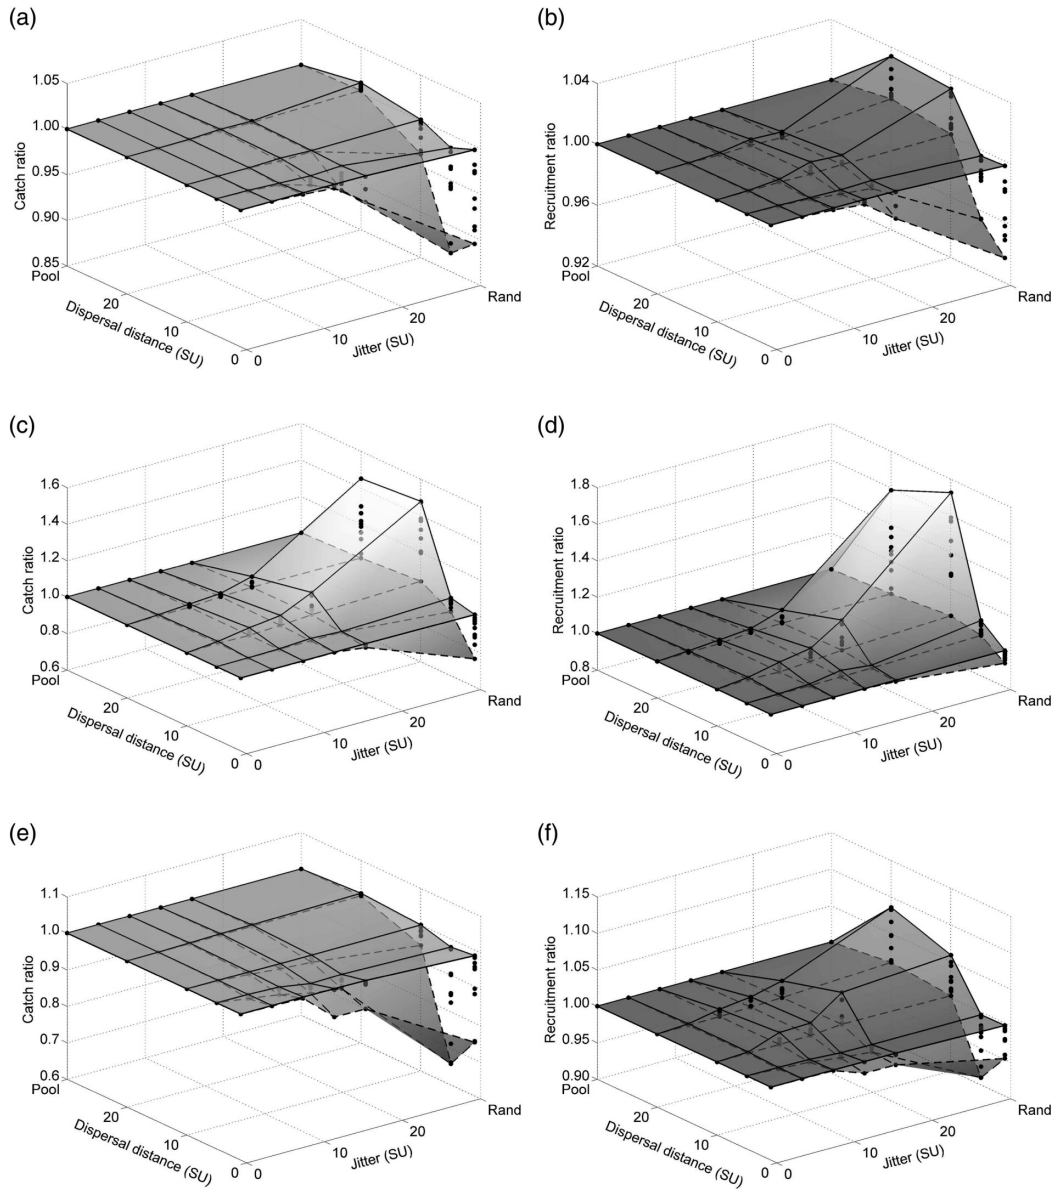 (a)
1.05
1.00
0.95
0.90
0.85
Catch ratio
Pool
20
10
0
Dispersal distance (SU)
0
10
20
Rand
Jitter (SU)
(b)
1.04
1.00
0.96
0.92
Recruitment ratio
Pool
20
10
0
Dispersal distance (SU)
0
10
20
Rand
Jitter (SU)
(c)
1.6
1.4
1.2
1.0
0.8
0.6
Catch ratio
Pool
20
10
0
Dispersal distance (SU)
0
10
20
Rand
Jitter (SU)
(d)
1.8
1.6
1.4
1.2
1.0
0.8
Recruitment ratio
Pool
20
10
0
Dispersal distance (SU)
0
10
20
Rand
Jitter (SU)
(e)
1.1
1.0
0.9
0.8
0.7
0.6
Catch ratio
Pool
20
10
0
Dispersal distance (SU)
0
10
20
Rand
Jitter (SU)
(f)
1.15
1.10
1.05
1.00
0.95
0.90
Recruitment ratio
Pool
20
10
0
Dispersal distance (SU)
0
10
20
Rand
Jitter (SU)